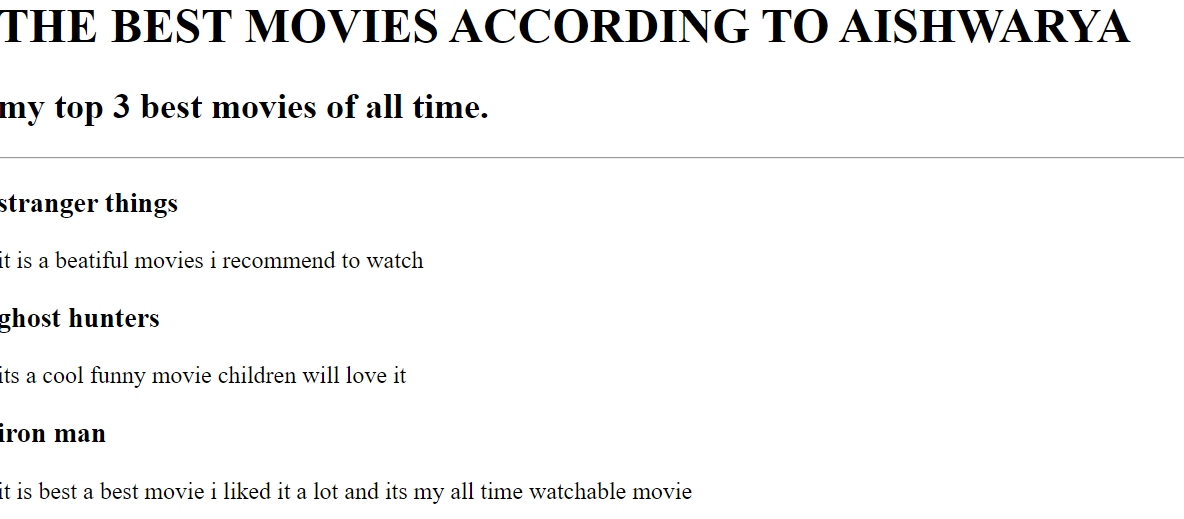 THE BEST MOVIES ACCORDING TO AISHWARYA
my top 3 best movies of all time.
stranger things
it is a beatiful movies i recommend to watch
ghost hunters
its a cool funny movie children will love it
iron man
it is best a best movie i liked it a lot and its my all time watchable movie